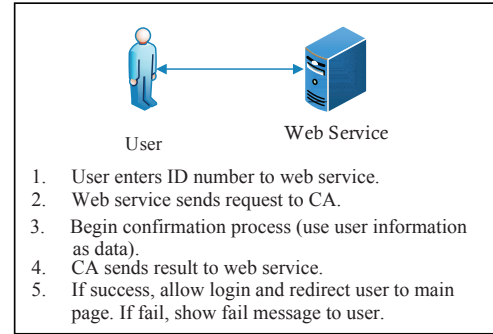 User
Web Service
1. User enters ID number to web service.
2. Web service sends request to CA.
3. Begin confirmation process (use user information
as data).
4. CA sends result to web service.
5. If success, allow login and redirect user to main
page. If fail, show fail message to user.